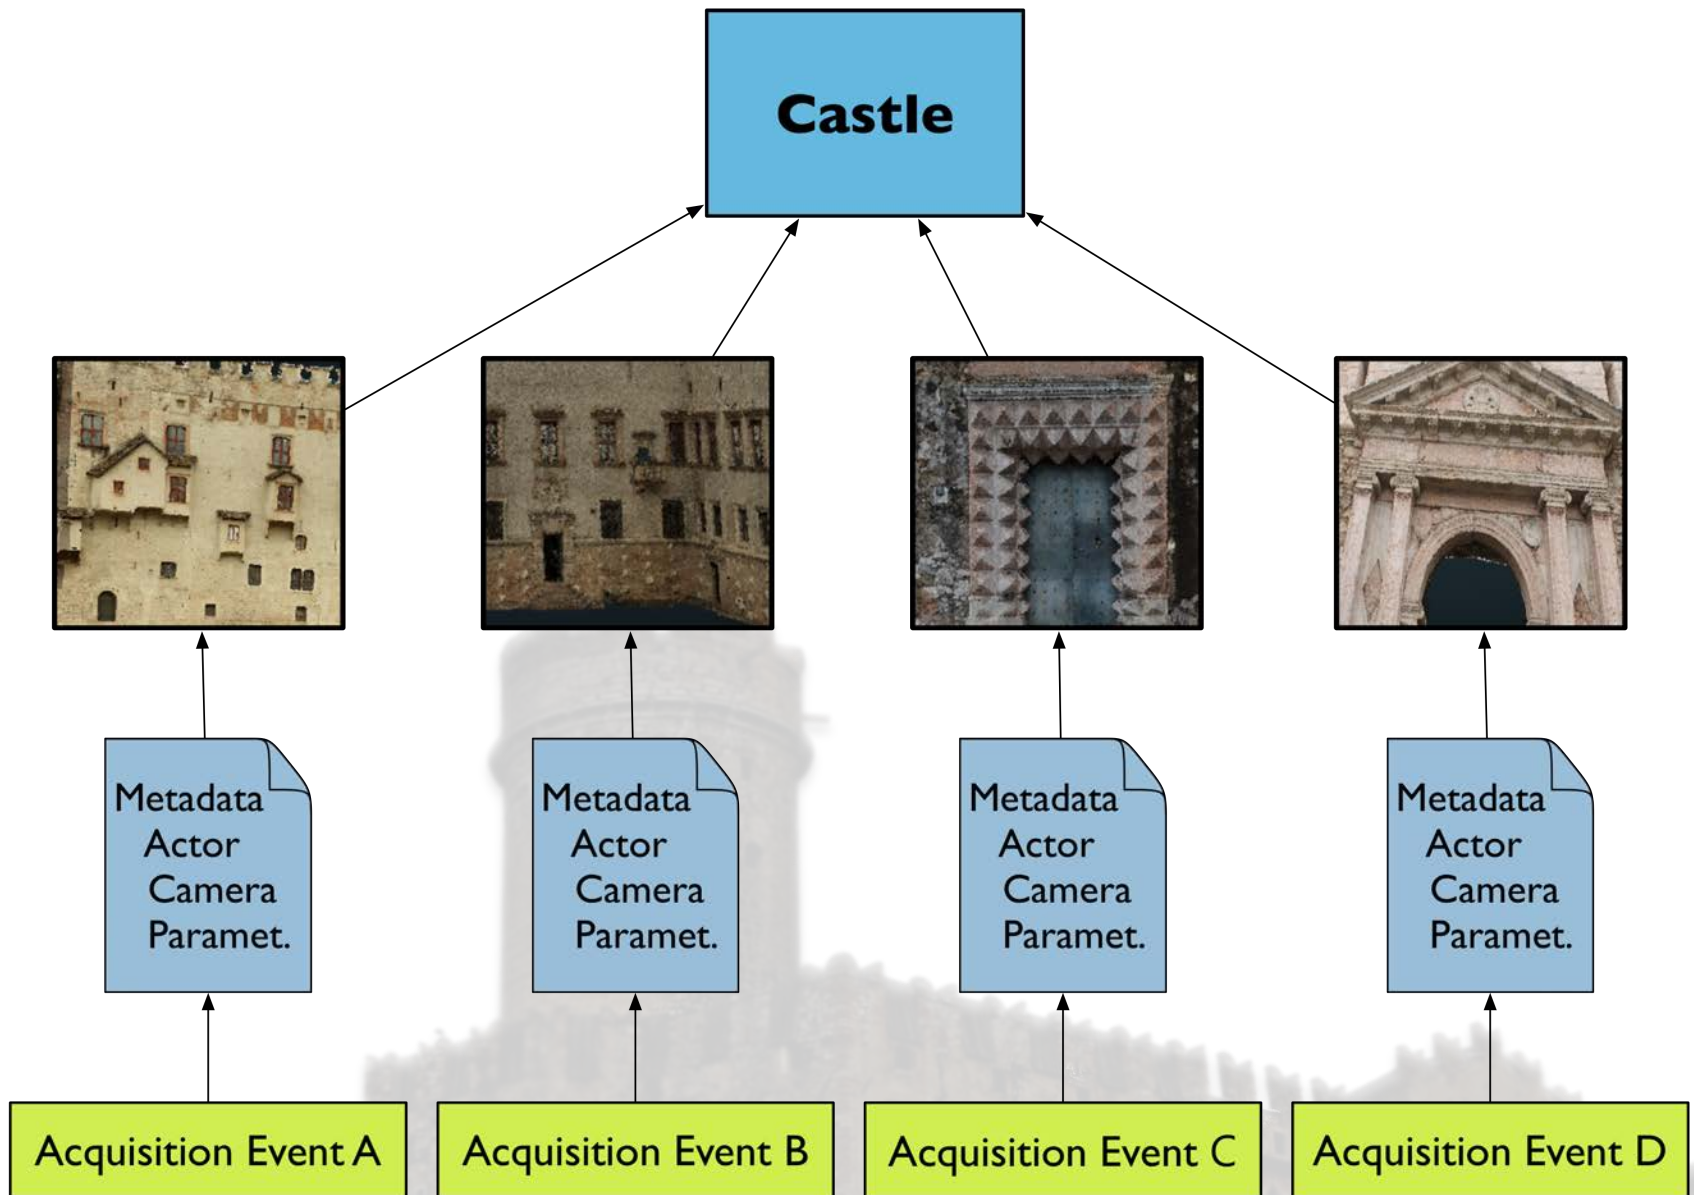 Castle
Metadata
Actor
Camera
Paramet.
Metadata
Actor
Camera
Paramet.
Metadata
Actor
Camera
Paramet.
Metadata
Actor
Camera
Paramet.
Acquisition Event A
Acquisition Event B
Acquisition Event C
Acquisition Event D